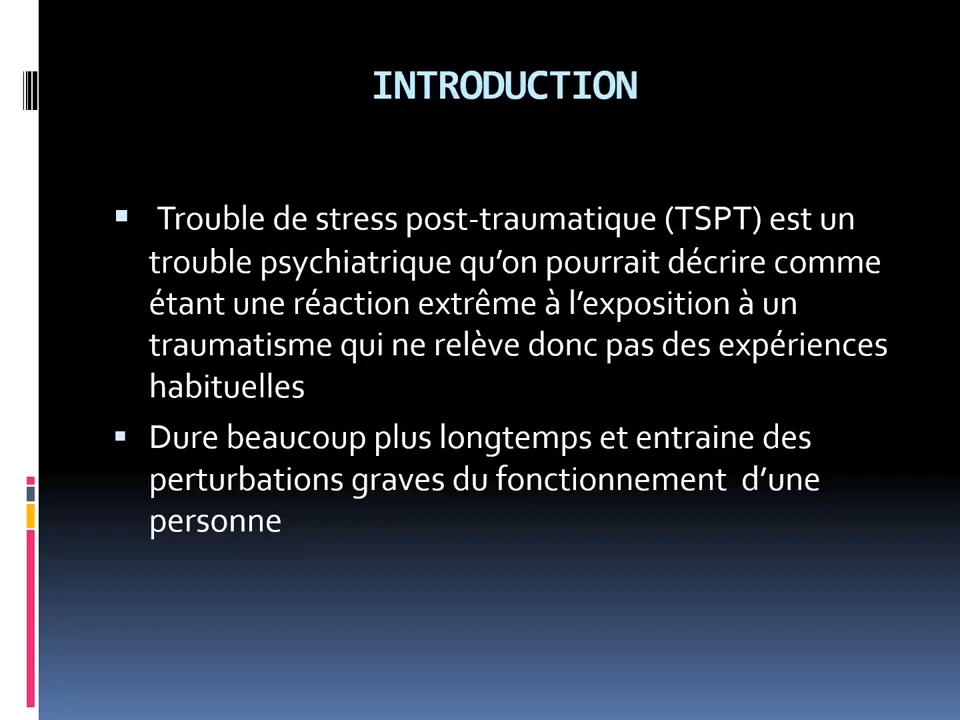 INTRODUCTION
▪ Trouble de stress post-traumatique (TSPT) est un
trouble psychiatrique qu’on pourrait décrire comme
étant une réaction extrême à l’exposition à un
traumatisme qui ne relève donc pas des expériences
habituelles
▪ Dure beaucoup plus longtemps et entraine des
perturbations graves du fonctionnement  d’une
personne